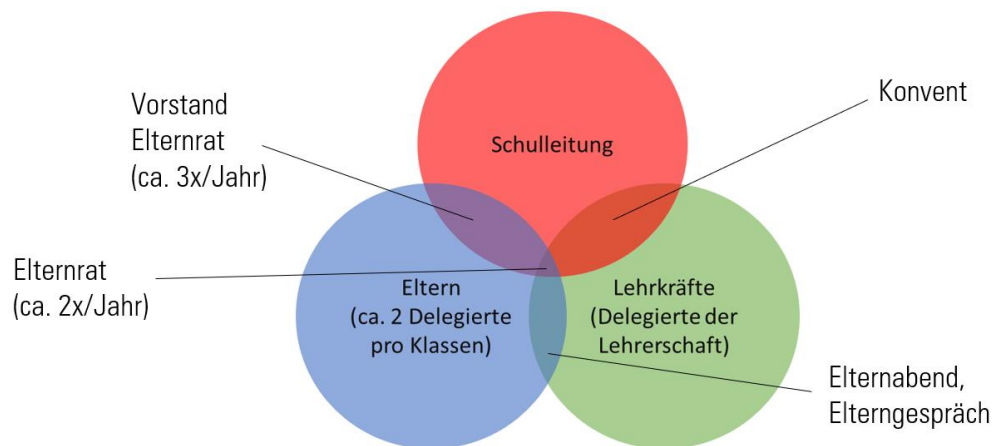 Vorstand
Elternrat
(ca. 3x/Jahr)
Konvent
Schulleitung
Elternrat
(ca. 2x/Jahr)
Eltern
(ca. 2 Delegierte
pro Klassen)
Lehrkräfte
(Delegierte der
Lehrerschaft)
Elternabend,
Elterngespräch